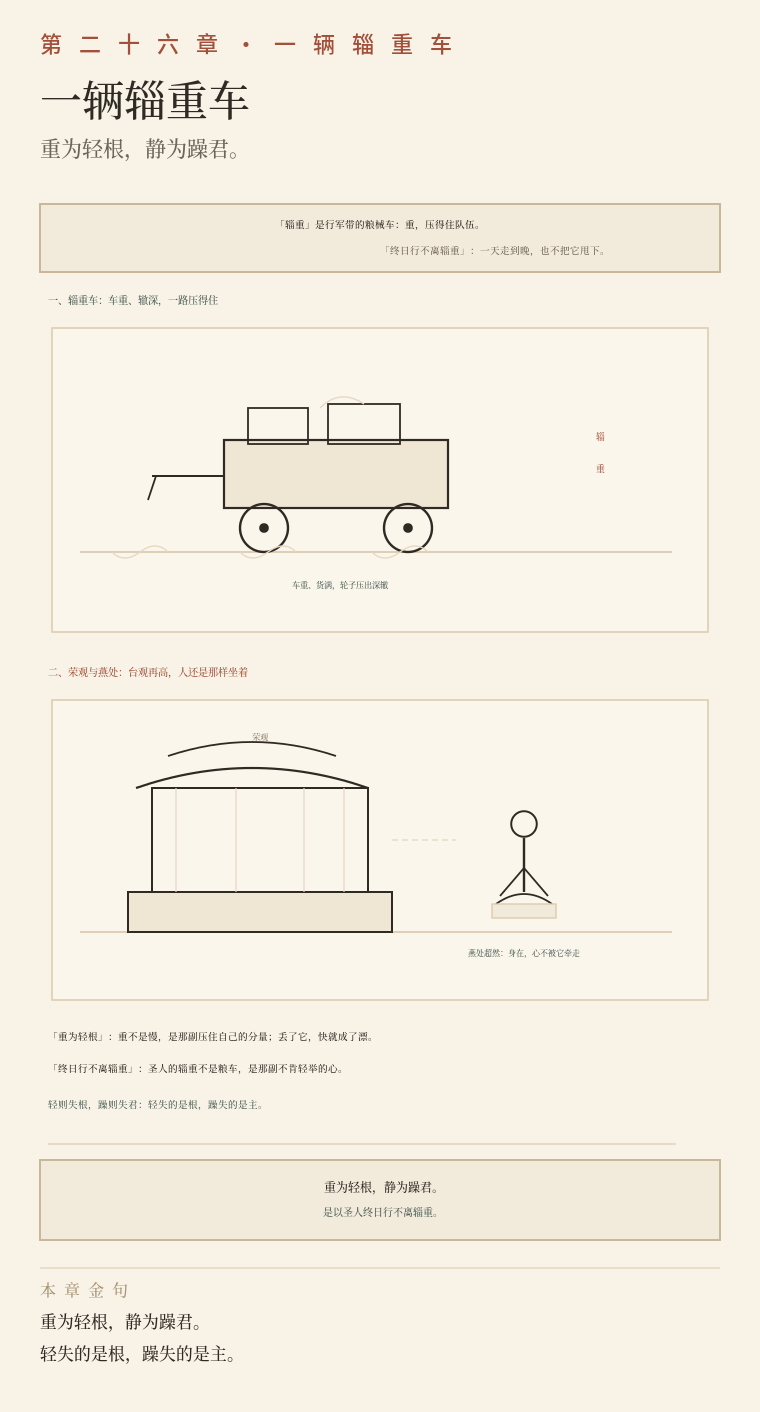 第二十六章·一辆辎重车
一辆辎重车
重为轻根，静为躁君。
「辎重」是行军带的粮械车：重，压得住队伍。
「终日行不离辎重」：一天走到晚，也不把它甩下。
一、辎重车：车重、辙深，一路压得住
辎
重
车重、货满，轮子压出深辙
二、荣观与燕处：台观再高，人还是那样坐着
荣观
燕处超然：身在，心不被它牵走
「重为轻根」：重不是慢，是那副压住自己的分量；丢了它，快就成了漂。
「终日行不离辎重」：圣人的辎重不是粮车，是那副不肯轻举的心。
轻则失根，躁则失君：轻失的是根，躁失的是主。
重为轻根，静为躁君。
是以圣人终日行不离辎重。
本章金句
重为轻根，静为躁君。
轻失的是根，躁失的是主。